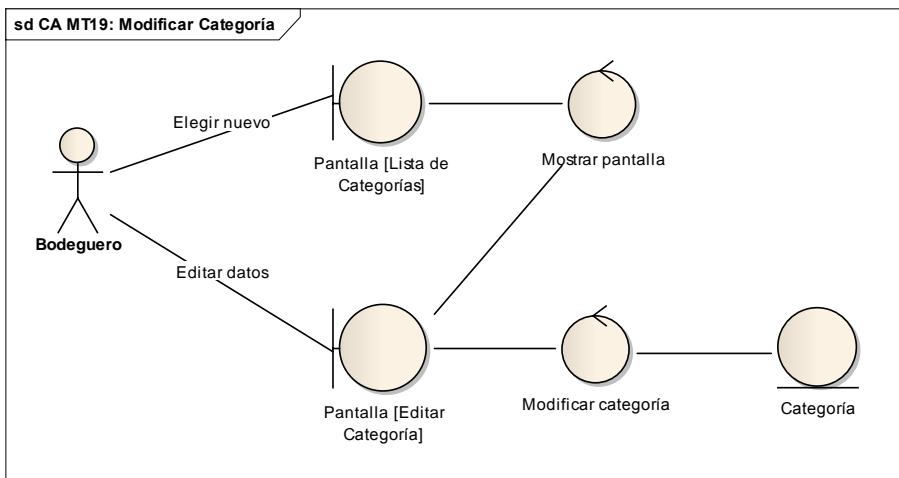 sd CA MT19: Modificar Categoría
Elegir nuevo
Pantalla [Lista de
Categorías]
Mostrar pantalla
Bodeguero
Editar datos
Pantalla [Editar
Categoría]
Modificar categoría
Categoría